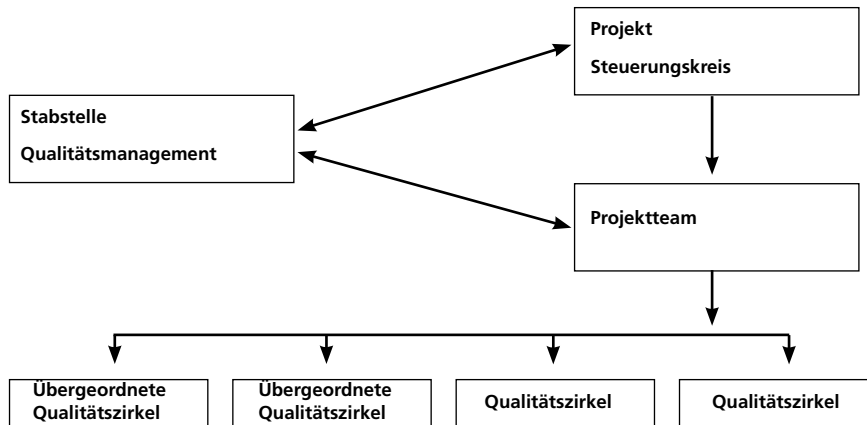 Projekt
Steuerungskreis
Stabstelle
Qualitätsmanagement
Projektteam
Übergeordnete
Qualitätszirkel
Übergeordnete
Qualitätszirkel
Qualitätszirkel
Qualitätszirkel